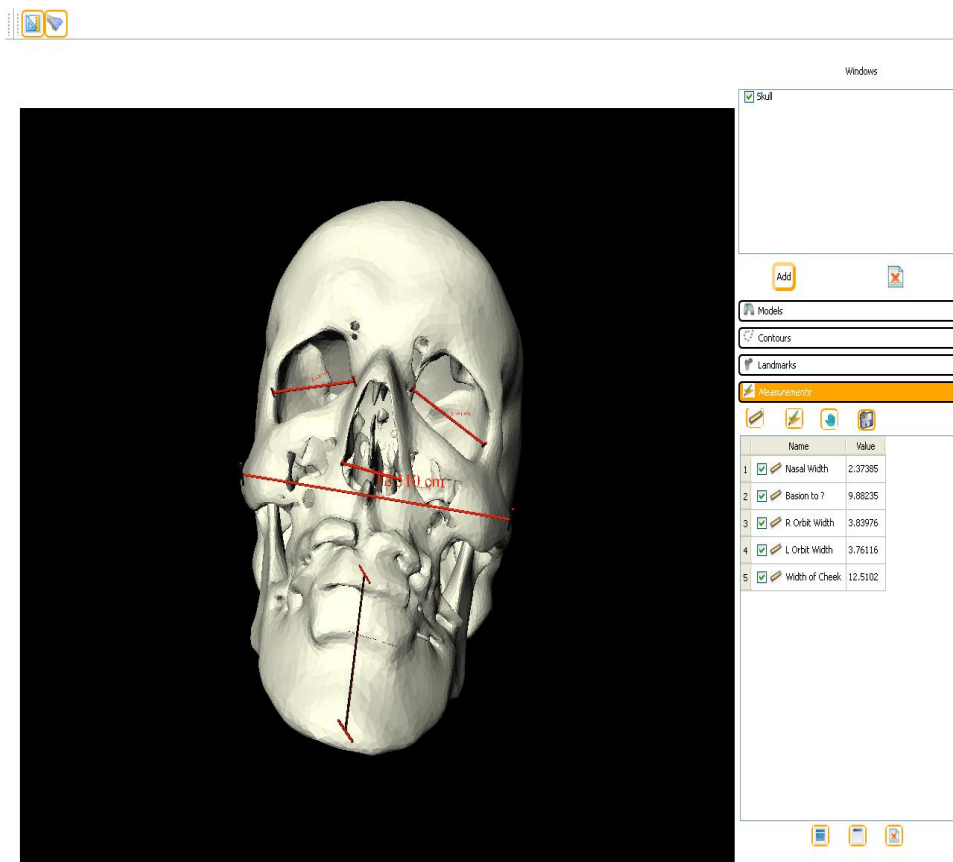 Windows
Skull
Add
Models
Contours
Landmarks
Measurements
Name Value
1 Nasal Width 2.37385
2 Basion to ? 9.88235
3 R Orbit Width 3.83976
4 L Orbit Width 3.76116
5 Width of Cheek 12.5102
cm